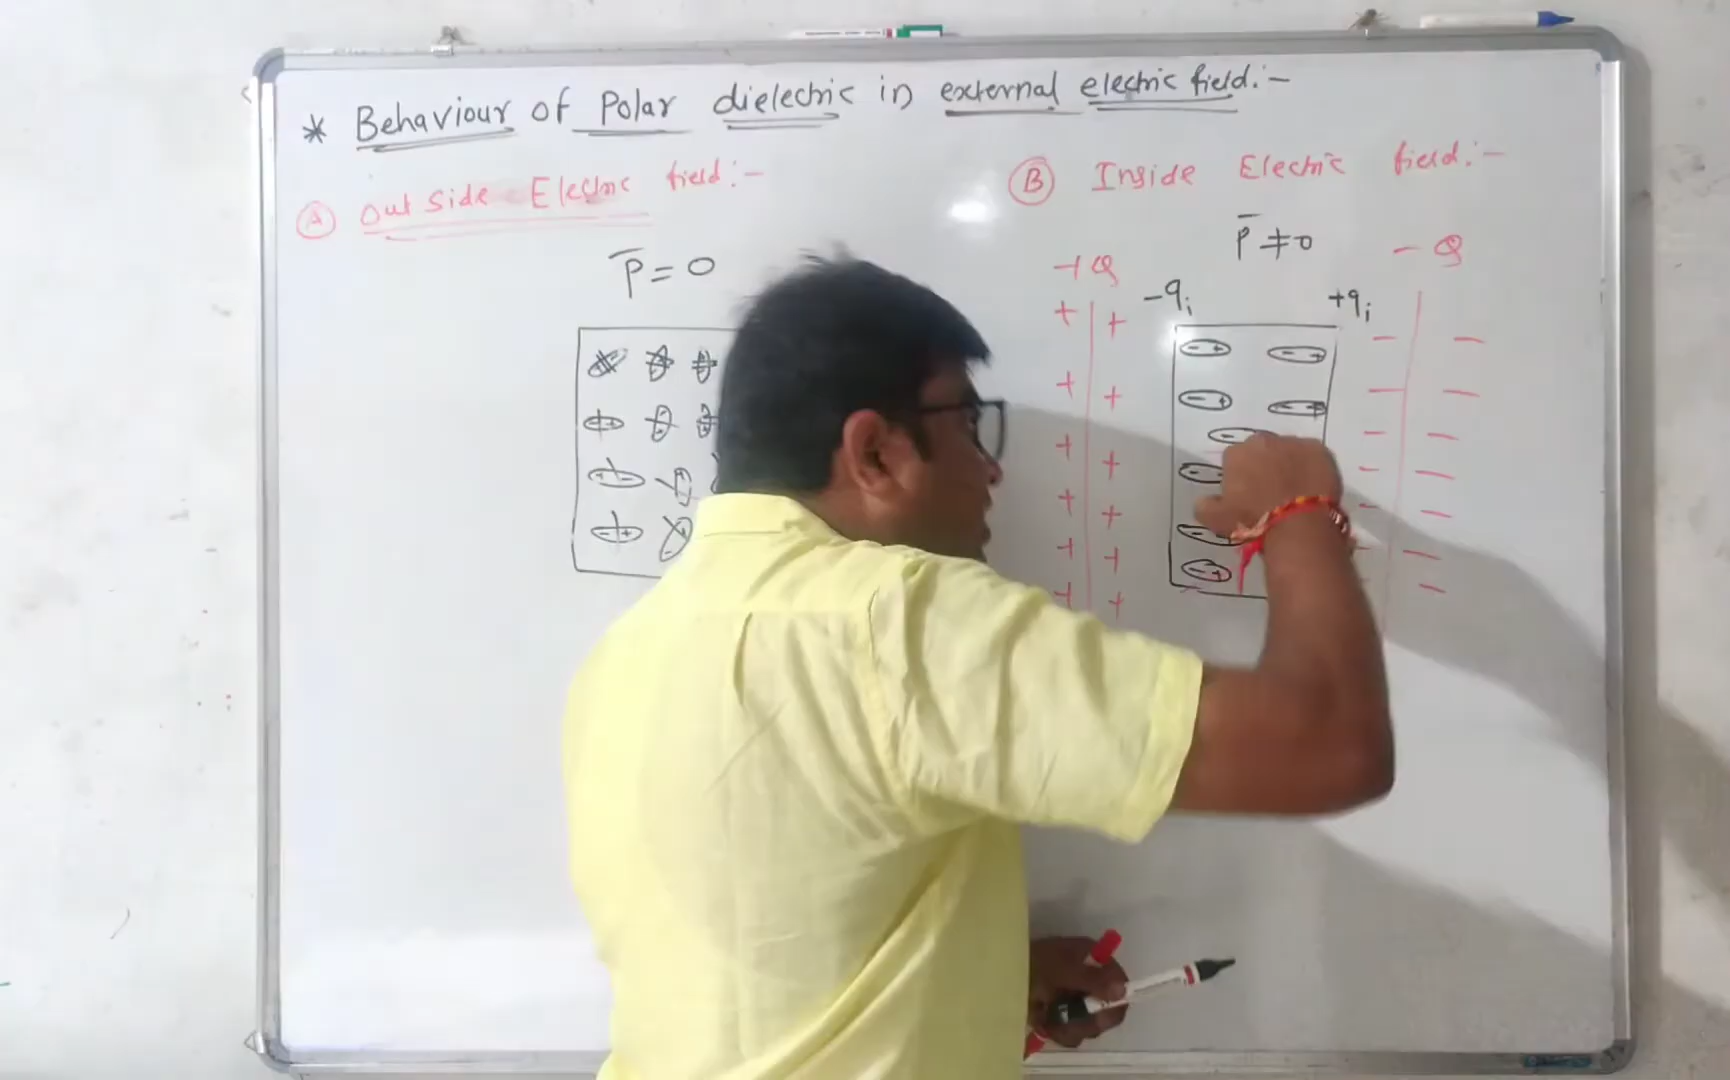 * Behaviour of Polar dielectric in external electric field:-
(A) Out Side Electric field:-
P̄ = 0
(B) Inside Electric field:-
P̄ ≠ 0
+Q
-Q
-qi
+qi